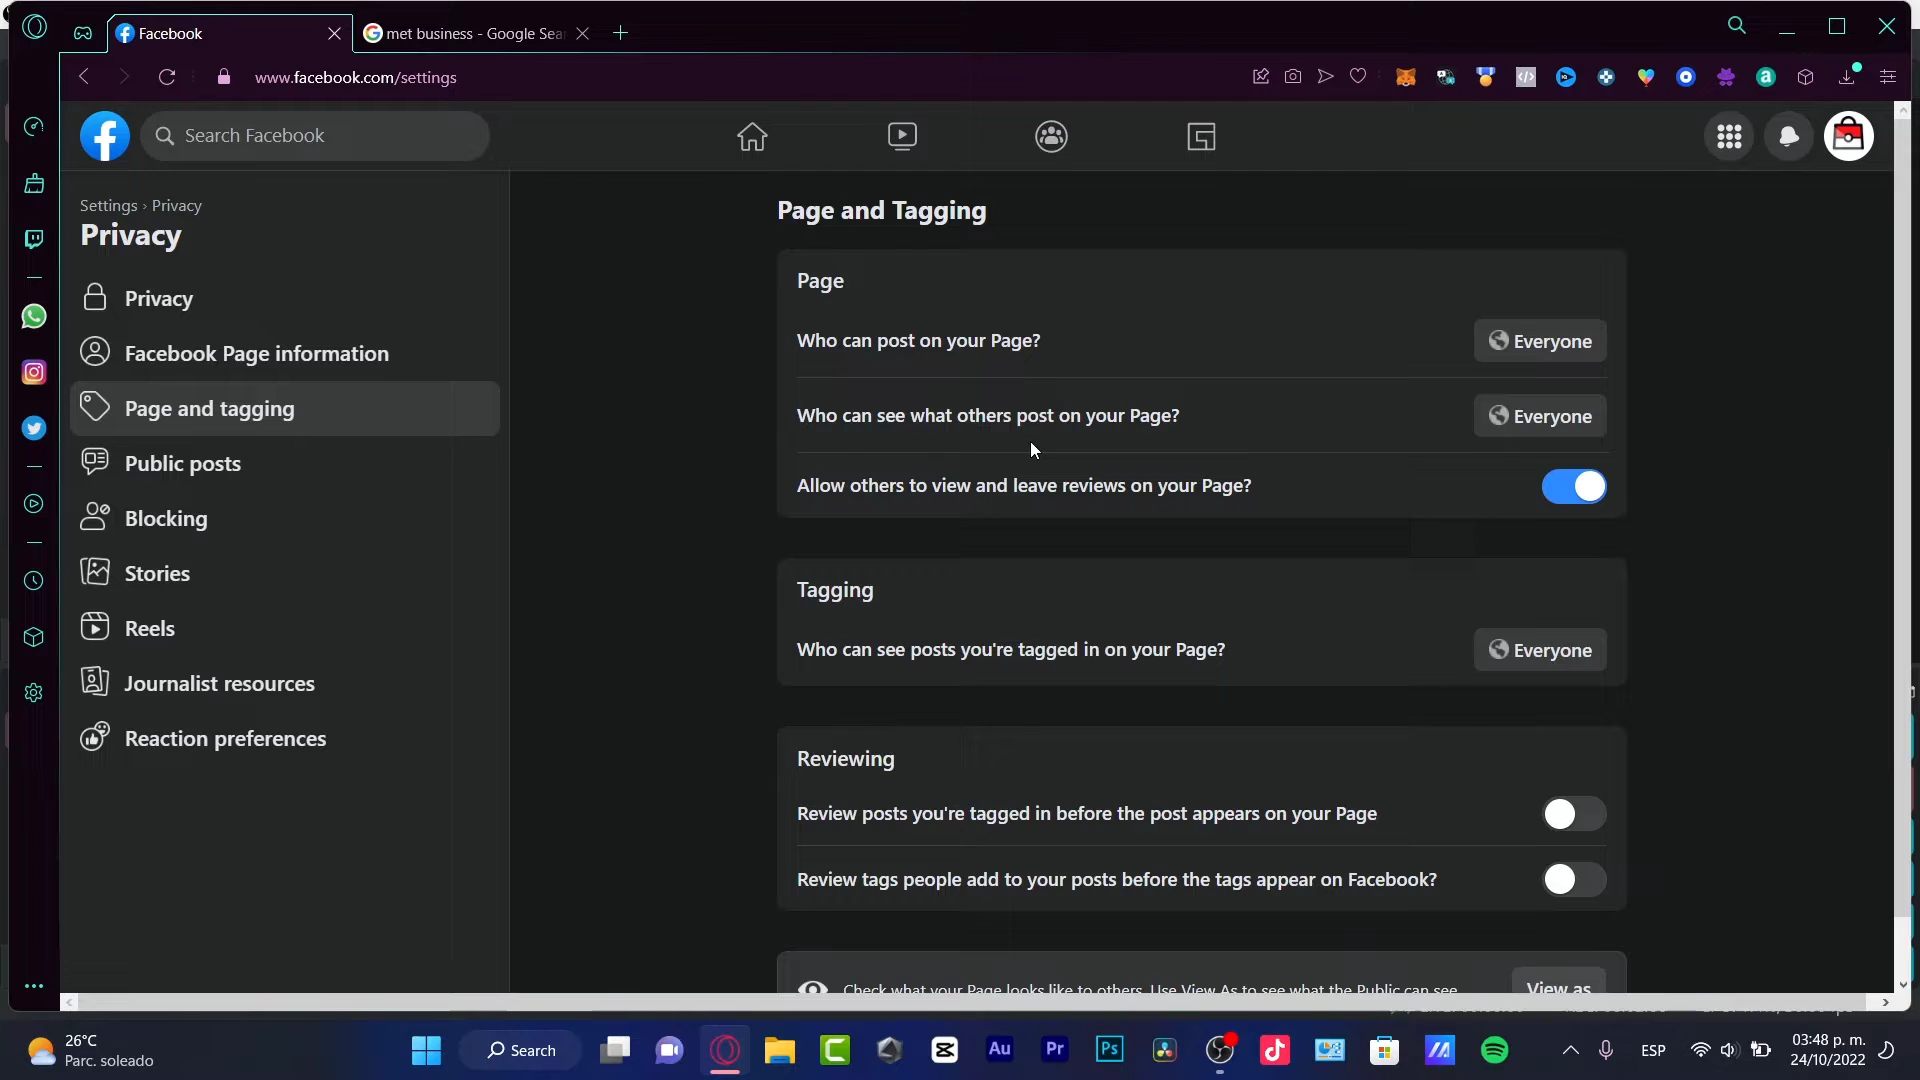 Facebook
met business - Google Sea
www.facebook.com/settings
Search Facebook
Settings › Privacy
Privacy
Privacy
Facebook Page information
Page and tagging
Public posts
Blocking
Stories
Reels
Journalist resources
Reaction preferences
Page and Tagging
Page
Who can post on your Page?
Everyone
Who can see what others post on your Page?
Everyone
Allow others to view and leave reviews on your Page?
Tagging
Who can see posts you're tagged in on your Page?
Everyone
Reviewing
Review posts you're tagged in before the post appears on your Page
Review tags people add to your posts before the tags appear on Facebook?
Check what your Page looks like to others. Use View As to see what the Public can see
View as
26°C
Parc. soleado
Search
Au
Pr
Ps
ESP
03:48 p. m.
24/10/2022